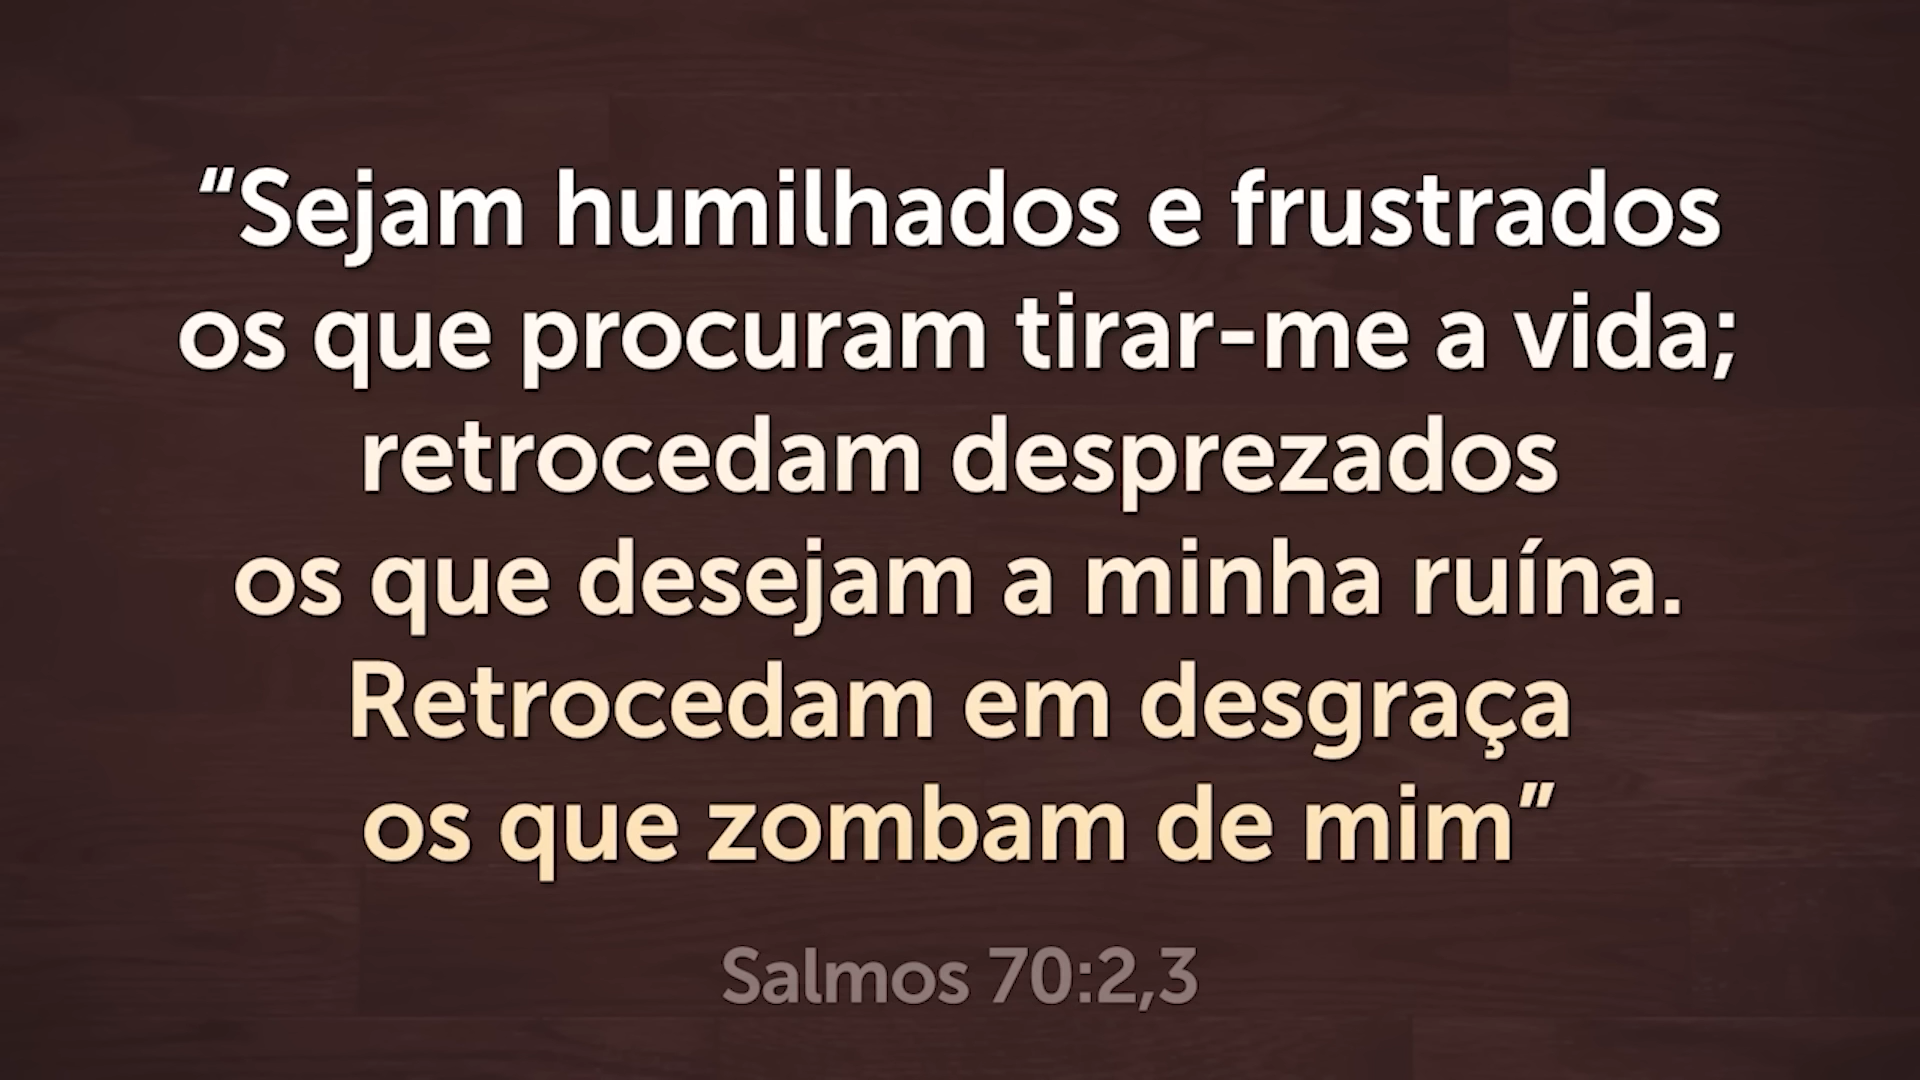 “Sejam humilhados e frustrados
os que procuram tirar-me a vida;
retrocedam desprezados
os que desejam a minha ruína.
Retrocedam em desgraça
os que zombam de mim”
Salmos 70:2,3